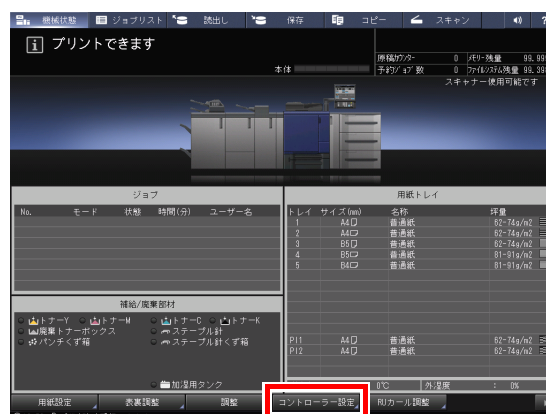 機械状態 ジョブリスト 読出し 保存 コピー スキャン
プリントできます
原稿カウンター 0 メモリー残量 99.99
予約ジョブ数 0 ファイルシステム残量 99.39
本体
スキャナー使用可能です
ジョブ
No. モード 状態 時間(分) ユーザー名
用紙トレイ
トレイ サイズ(mm) 名称 坪量
1 A4 普通紙 62-74g/m2
2 A4 普通紙 62-74g/m2
3 B5 普通紙 62-74g/m2
4 B5 普通紙 81-91g/m2
5 B4 普通紙 81-91g/m2
PI1 A4 普通紙 62-74g/m2
PI2 A4 普通紙 62-74g/m2
補給/廃棄部材
トナーY トナーM トナーC トナーK
廃棄トナーボックス ステープル針
パンチくず箱 ステープル針くず箱
加湿用タンク
0℃ 外湿度 : 0%
用紙設定 表裏調整 調整 コントローラー設定 RUカール調整